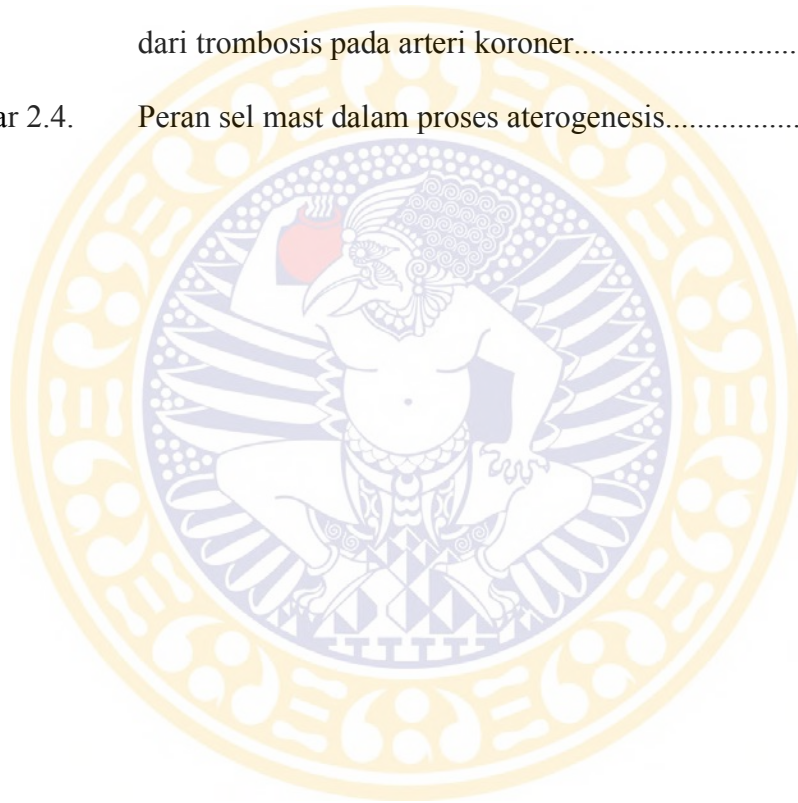 dari trombosis pada arteri koroner............................
ar 2.4. Peran sel mast dalam proses aterogenesis.................